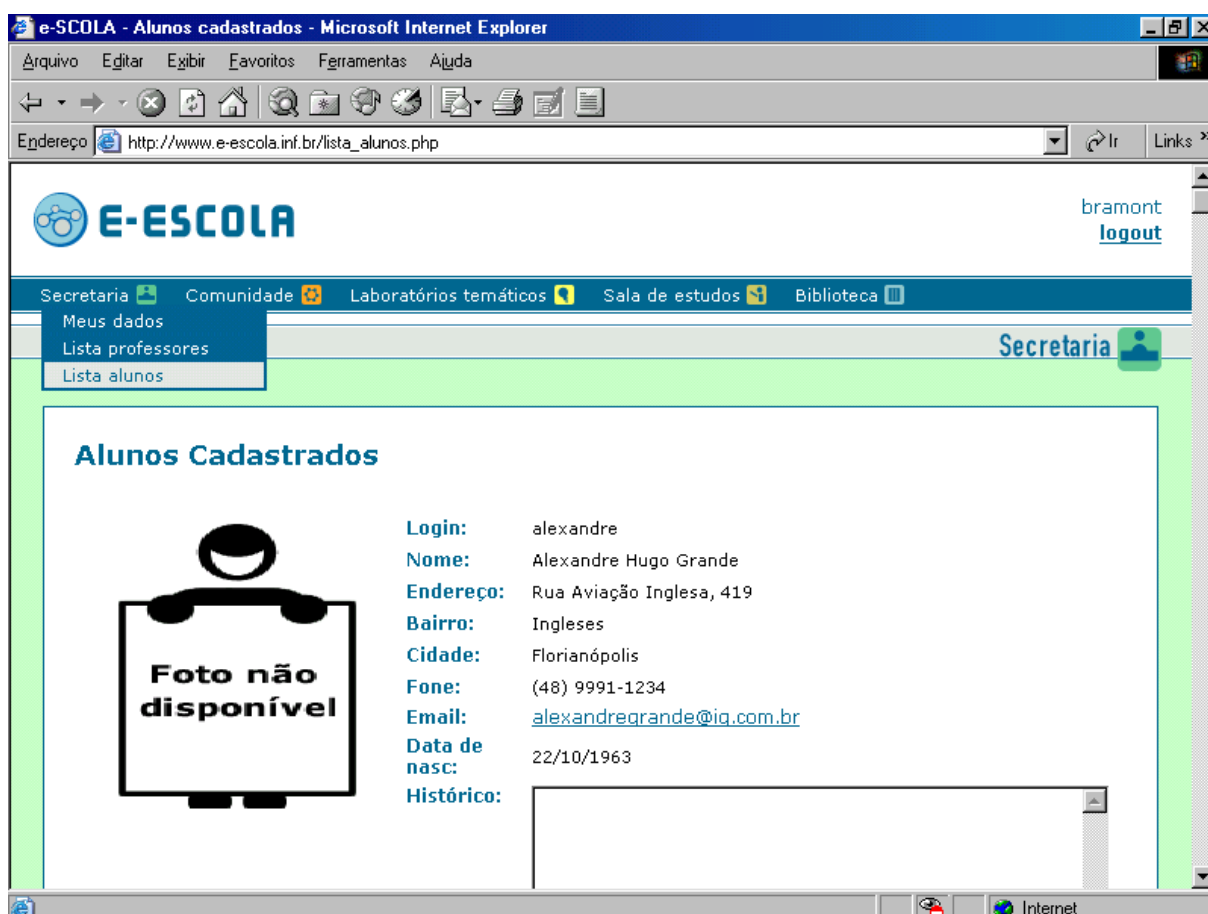 e-SCOLA - Alunos cadastrados - Microsoft Internet Explorer
Arquivo Editar Exibir Favoritos Ferramentas Ajuda
Endereço http://www.e-escola.inf.br/lista_alunos.php Ir Links »
E-ESCOLA
bramont
logout
Secretaria Comunidade Laboratórios temáticos Sala de estudos Biblioteca
Meus dados
Lista professores
Lista alunos
Secretaria
Alunos Cadastrados
Foto não
disponível
Login: alexandre
Nome: Alexandre Hugo Grande
Endereço: Rua Aviação Inglesa, 419
Bairro: Ingleses
Cidade: Florianópolis
Fone: (48) 9991-1234
Email: alexandregrande@ig.com.br
Data de
nasc: 22/10/1963
Histórico:
Internet